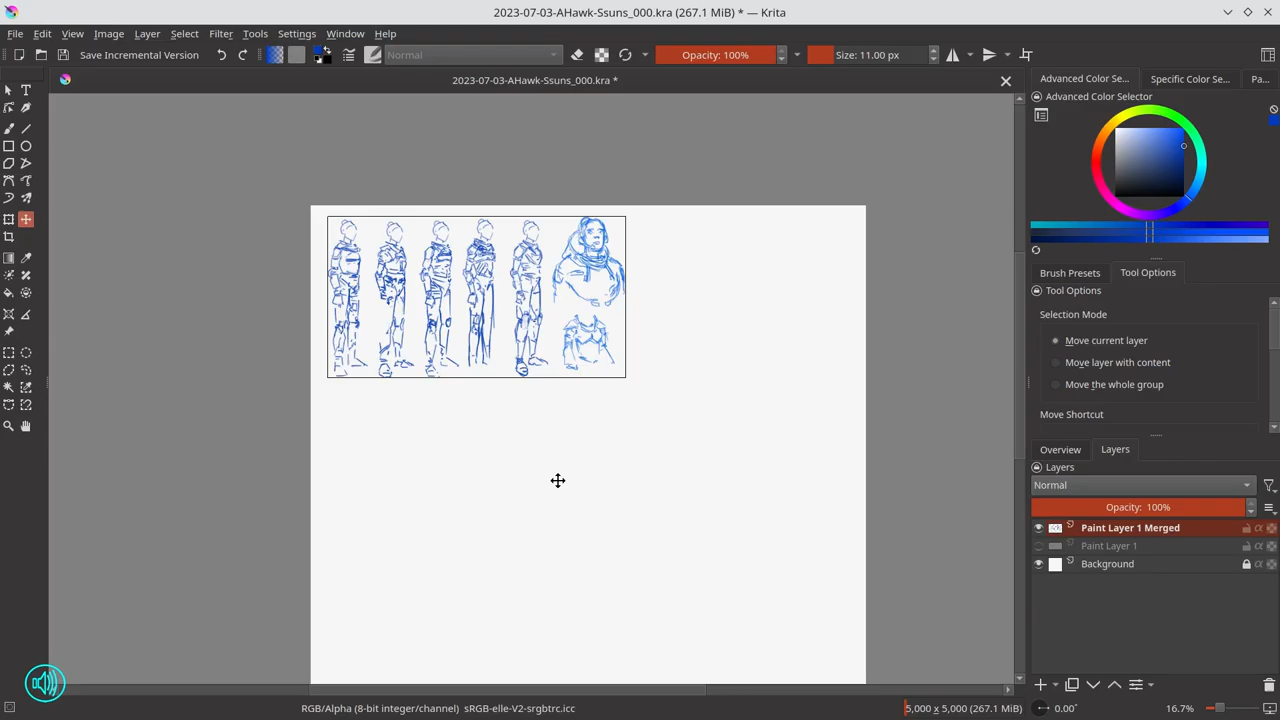 2023-07-03-AHawk-Ssuns_000.kra (267.1 MiB) * — Krita
File Edit View Image Layer Select Filter Tools Settings Window Help
Save Incremental Version Normal Opacity: 100% Size: 11.00 px
2023-07-03-AHawk-Ssuns_000.kra *
Advanced Color Se... Specific Color Se... Pa...
Advanced Color Selector
Brush Presets Tool Options
Tool Options
Selection Mode
Move current layer
Move layer with content
Move the whole group
Move Shortcut
Overview Layers
Layers
Normal
Opacity: 100%
Paint Layer 1 Merged
Paint Layer 1
Background
RGB/Alpha (8-bit integer/channel) sRGB-elle-V2-srgbtrc.icc 5,000 x 5,000 (267.1 MiB) 0.00° 16.7%